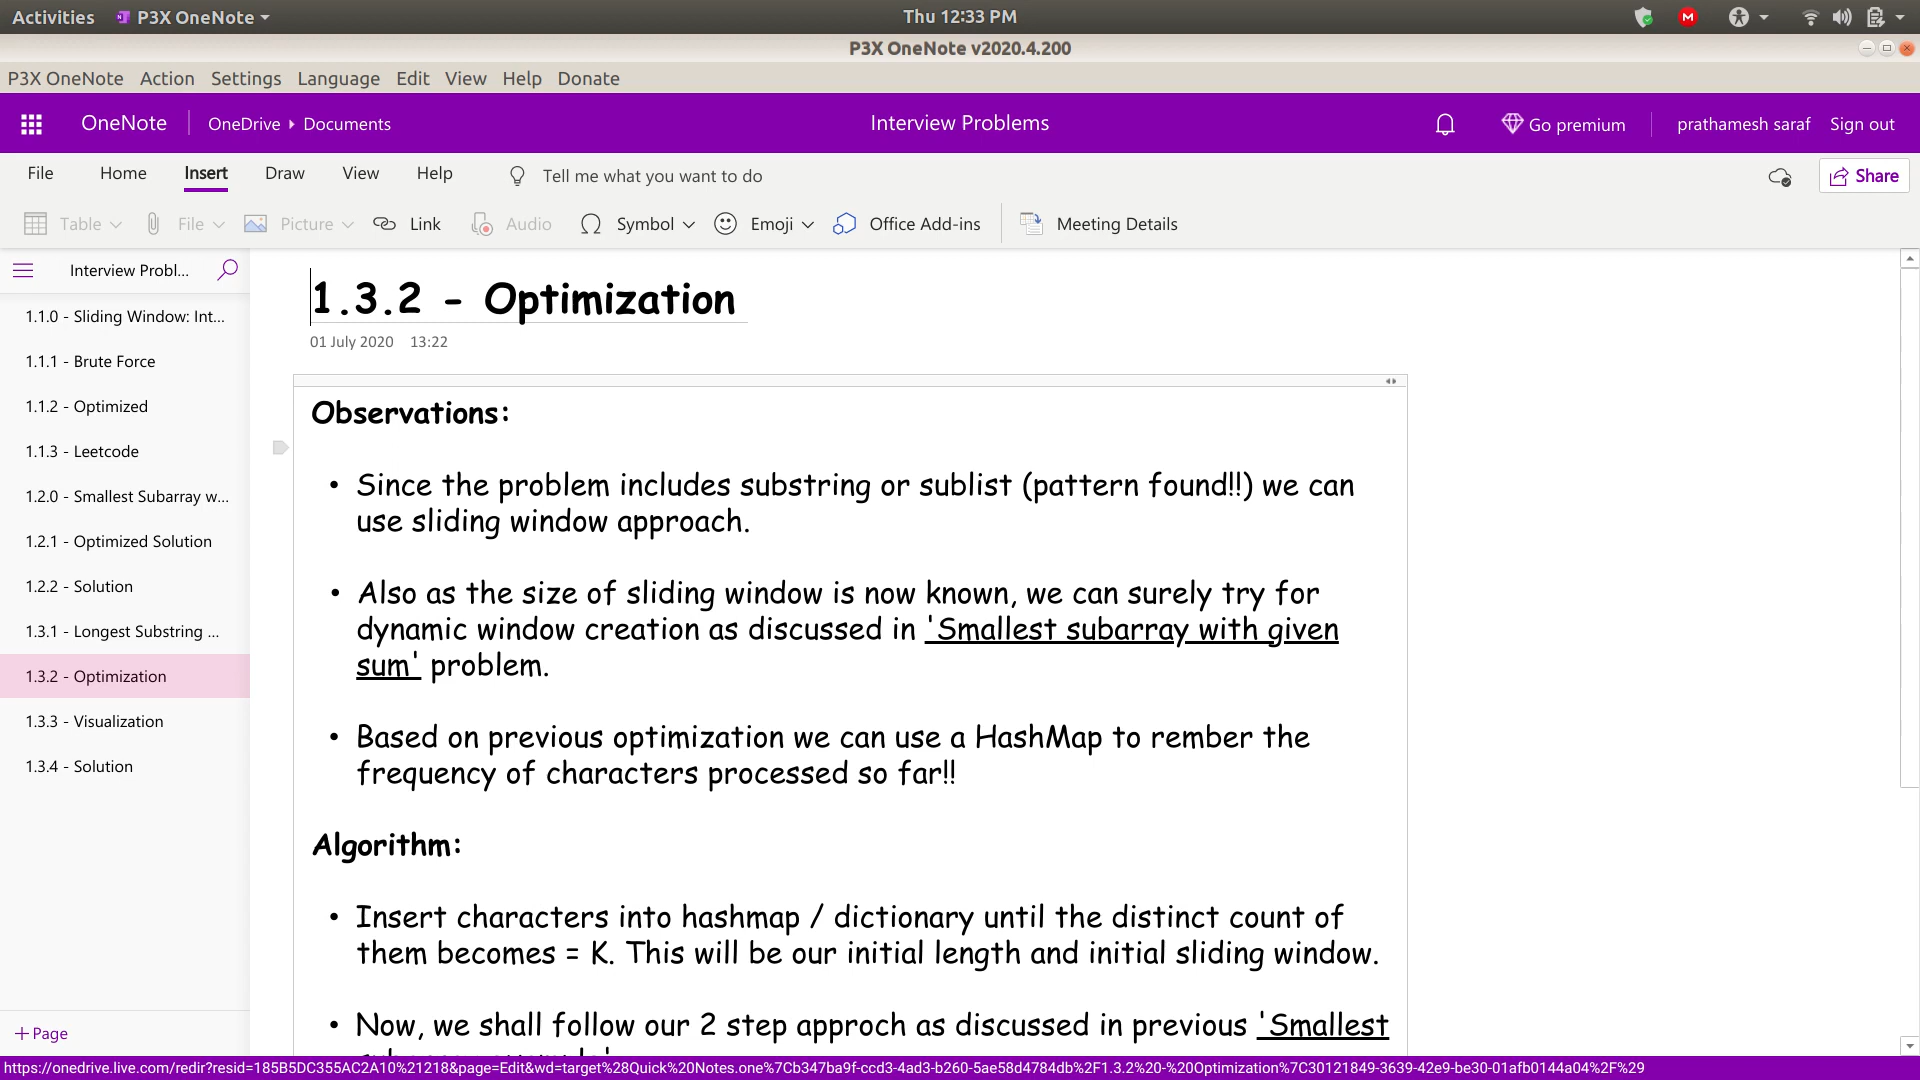 Activities P3X OneNote Thu 12:33 PM
P3X OneNote v2020.4.200
P3X OneNote Action Settings Language Edit View Help Donate
OneNote OneDrive Documents Interview Problems Go premium prathamesh saraf Sign out
File Home Insert Draw View Help Tell me what you want to do Share
Table File Picture Link Audio Symbol Emoji Office Add-ins Meeting Details
Interview Probl...
1.1.0 - Sliding Window: Int...
1.1.1 - Brute Force
1.1.2 - Optimized
1.1.3 - Leetcode
1.2.0 - Smallest Subarray w...
1.2.1 - Optimized Solution
1.2.2 - Solution
1.3.1 - Longest Substring ...
1.3.2 - Optimization
1.3.3 - Visualization
1.3.4 - Solution
+ Page
1.3.2 - Optimization
01 July 2020 13:22
Observations:
• Since the problem includes substring or sublist (pattern found!!) we can
use sliding window approach.
• Also as the size of sliding window is now known, we can surely try for
dynamic window creation as discussed in 'Smallest subarray with given
sum' problem.
• Based on previous optimization we can use a HashMap to rember the
frequency of characters processed so far!!
Algorithm:
• Insert characters into hashmap / dictionary until the distinct count of
them becomes = K. This will be our initial length and initial sliding window.
• Now, we shall follow our 2 step approch as discussed in previous 'Smallest
https://onedrive.live.com/redir?resid=185B5DC355AC2A10%21218&page=Edit&wd=target%28Quick%20Notes.one%7Cb347ba9f-ccd3-4ad3-b260-5ae58d4784db%2F1.3.2%20-%20Optimization%7C30121849-3639-42e9-be30-01afb0144a04%2F%29